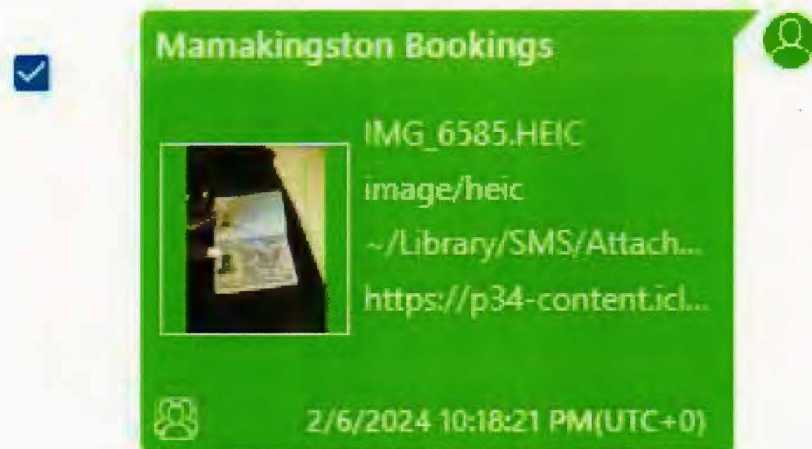 Mamakingston Bookings
IMG_6585.HEIC
image/heic
~/Library/SMS/Attach...
https://p34-content.icl...
2/6/2024 10:18:21 PM(UTC+0)